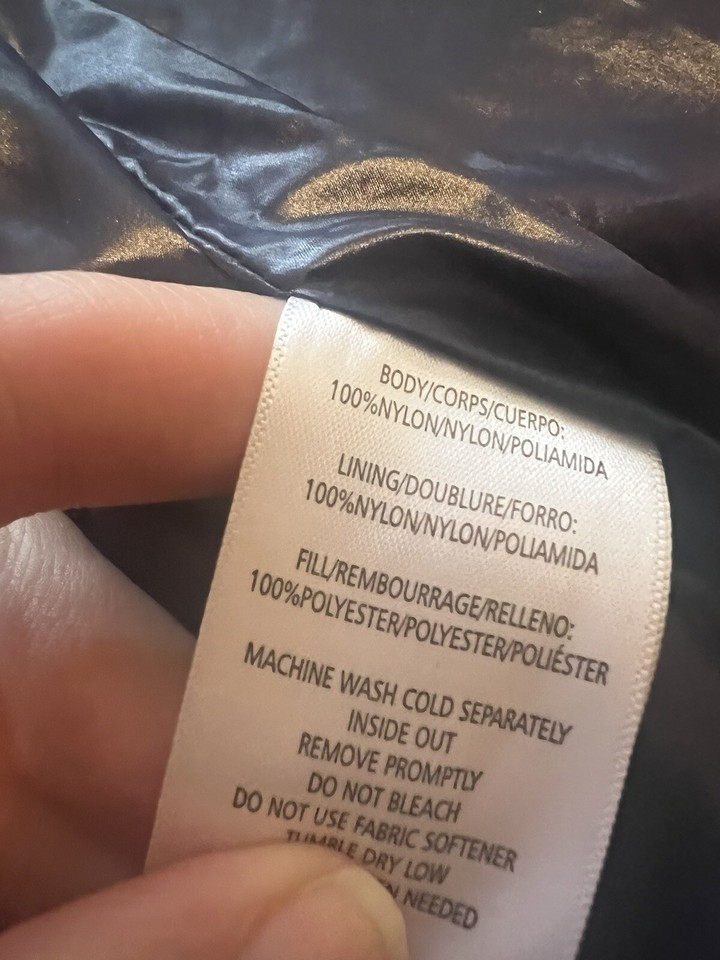 BODY/CORPS/CUERPO:
100%NYLON/NYLON/POLIAMIDA
LINING/DOUBLURE/FORRO:
100%NYLON/NYLON/POLIAMIDA
FILL/REMBOURRAGE/RELLENO:
100%POLYESTER/POLYESTER/POLIÉSTER
MACHINE WASH COLD SEPARATELY
INSIDE OUT
REMOVE PROMPTLY
DO NOT BLEACH
DO NOT USE FABRIC SOFTENER
TUMBLE DRY LOW
NEEDED